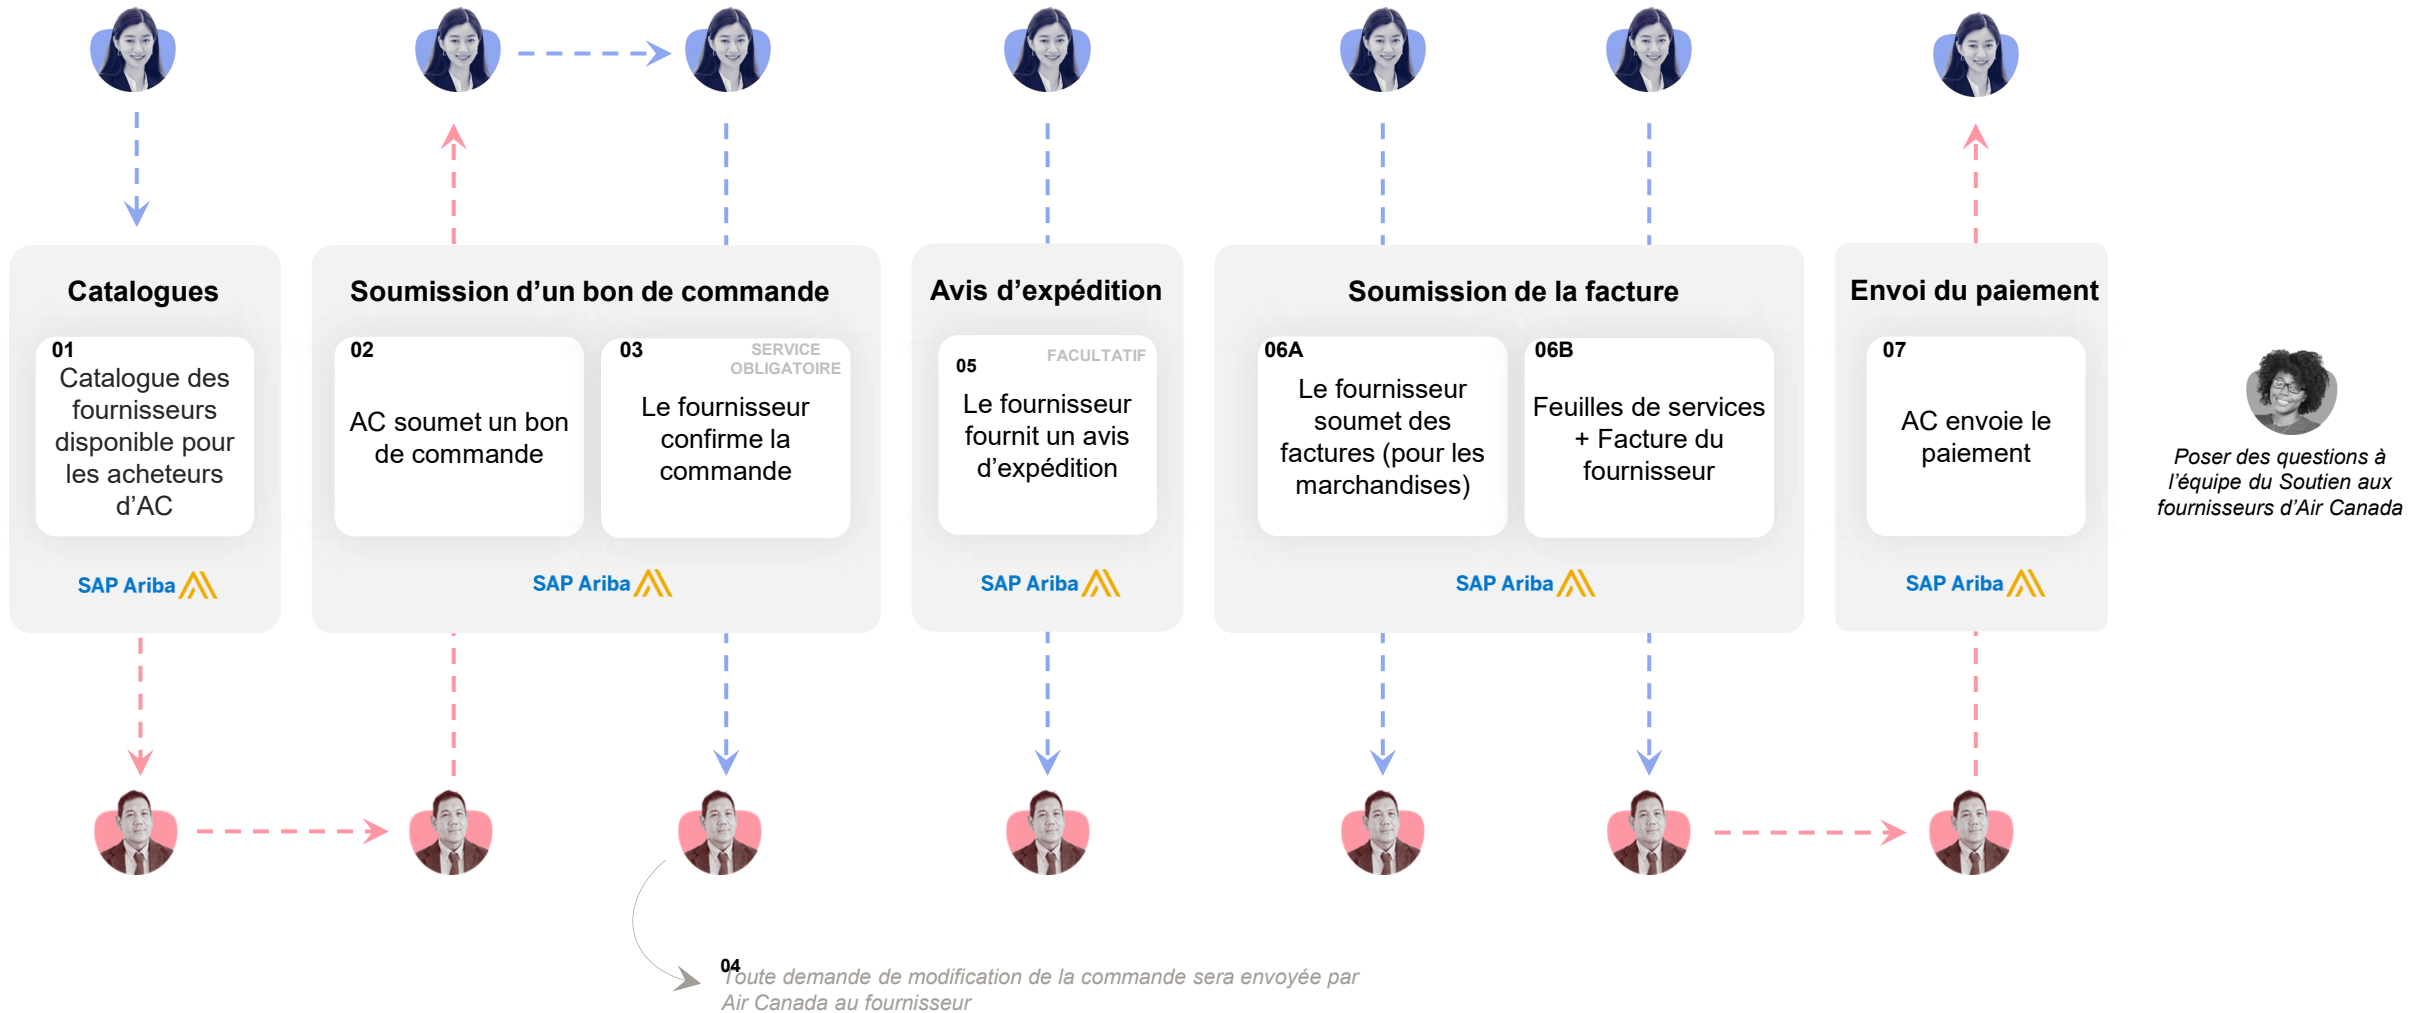 Catalogues
01
Catalogue des
fournisseurs
disponible pour
les acheteurs
d’AC
SAP Ariba
Soumission d’un bon de commande
02
AC soumet un bon
de commande
03
SERVICE
OBLIGATOIRE
Le fournisseur
confirme la
commande
SAP Ariba
Avis d’expédition
05
FACULTATIF
Le fournisseur
fournit un avis
d’expédition
SAP Ariba
Soumission de la facture
06A
Le fournisseur
soumet des
factures (pour les
marchandises)
06B
Feuilles de services
+ Facture du
fournisseur
SAP Ariba
Envoi du paiement
07
AC envoie le
paiement
SAP Ariba
Poser des questions à
l’équipe du Soutien aux
fournisseurs d’Air Canada
04
Toute demande de modification de la commande sera envoyée par
Air Canada au fournisseur